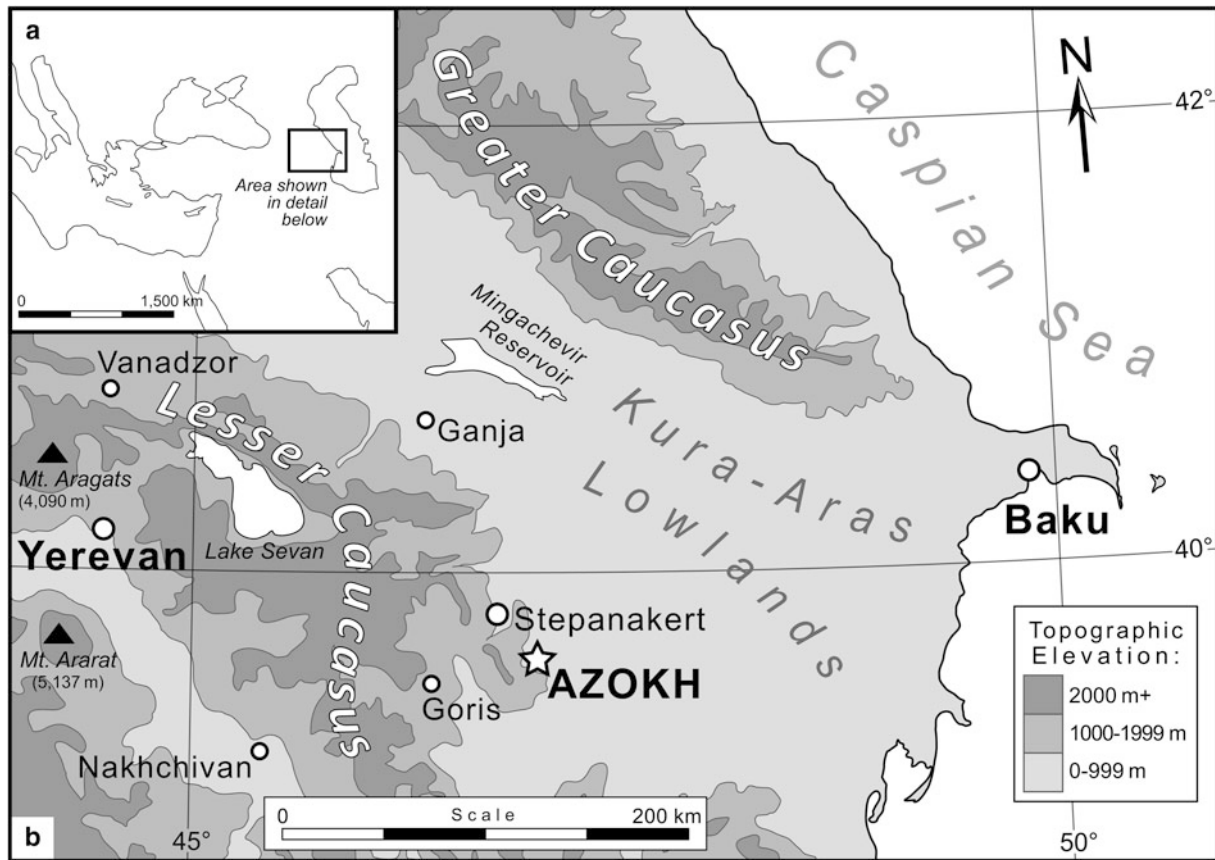 a
Area shown
in detail
below
0 1,500 km
Greater Caucasus
Caspian Sea
N
42°
Mingachevir
Reservoir
Vanadzor
Lesser
Caucasus
Ganja
Kura-Aras
Lowlands
Mt. Aragats
(4,090 m)
Yerevan
Lake Sevan
Baku
40°
Stepanakert
AZOKH
Mt. Ararat
(5,137 m)
Goris
Nakhchivan
Topographic
Elevation:
2000 m+
1000-1999 m
0-999 m
0 Scale 200 km
b
45°
50°